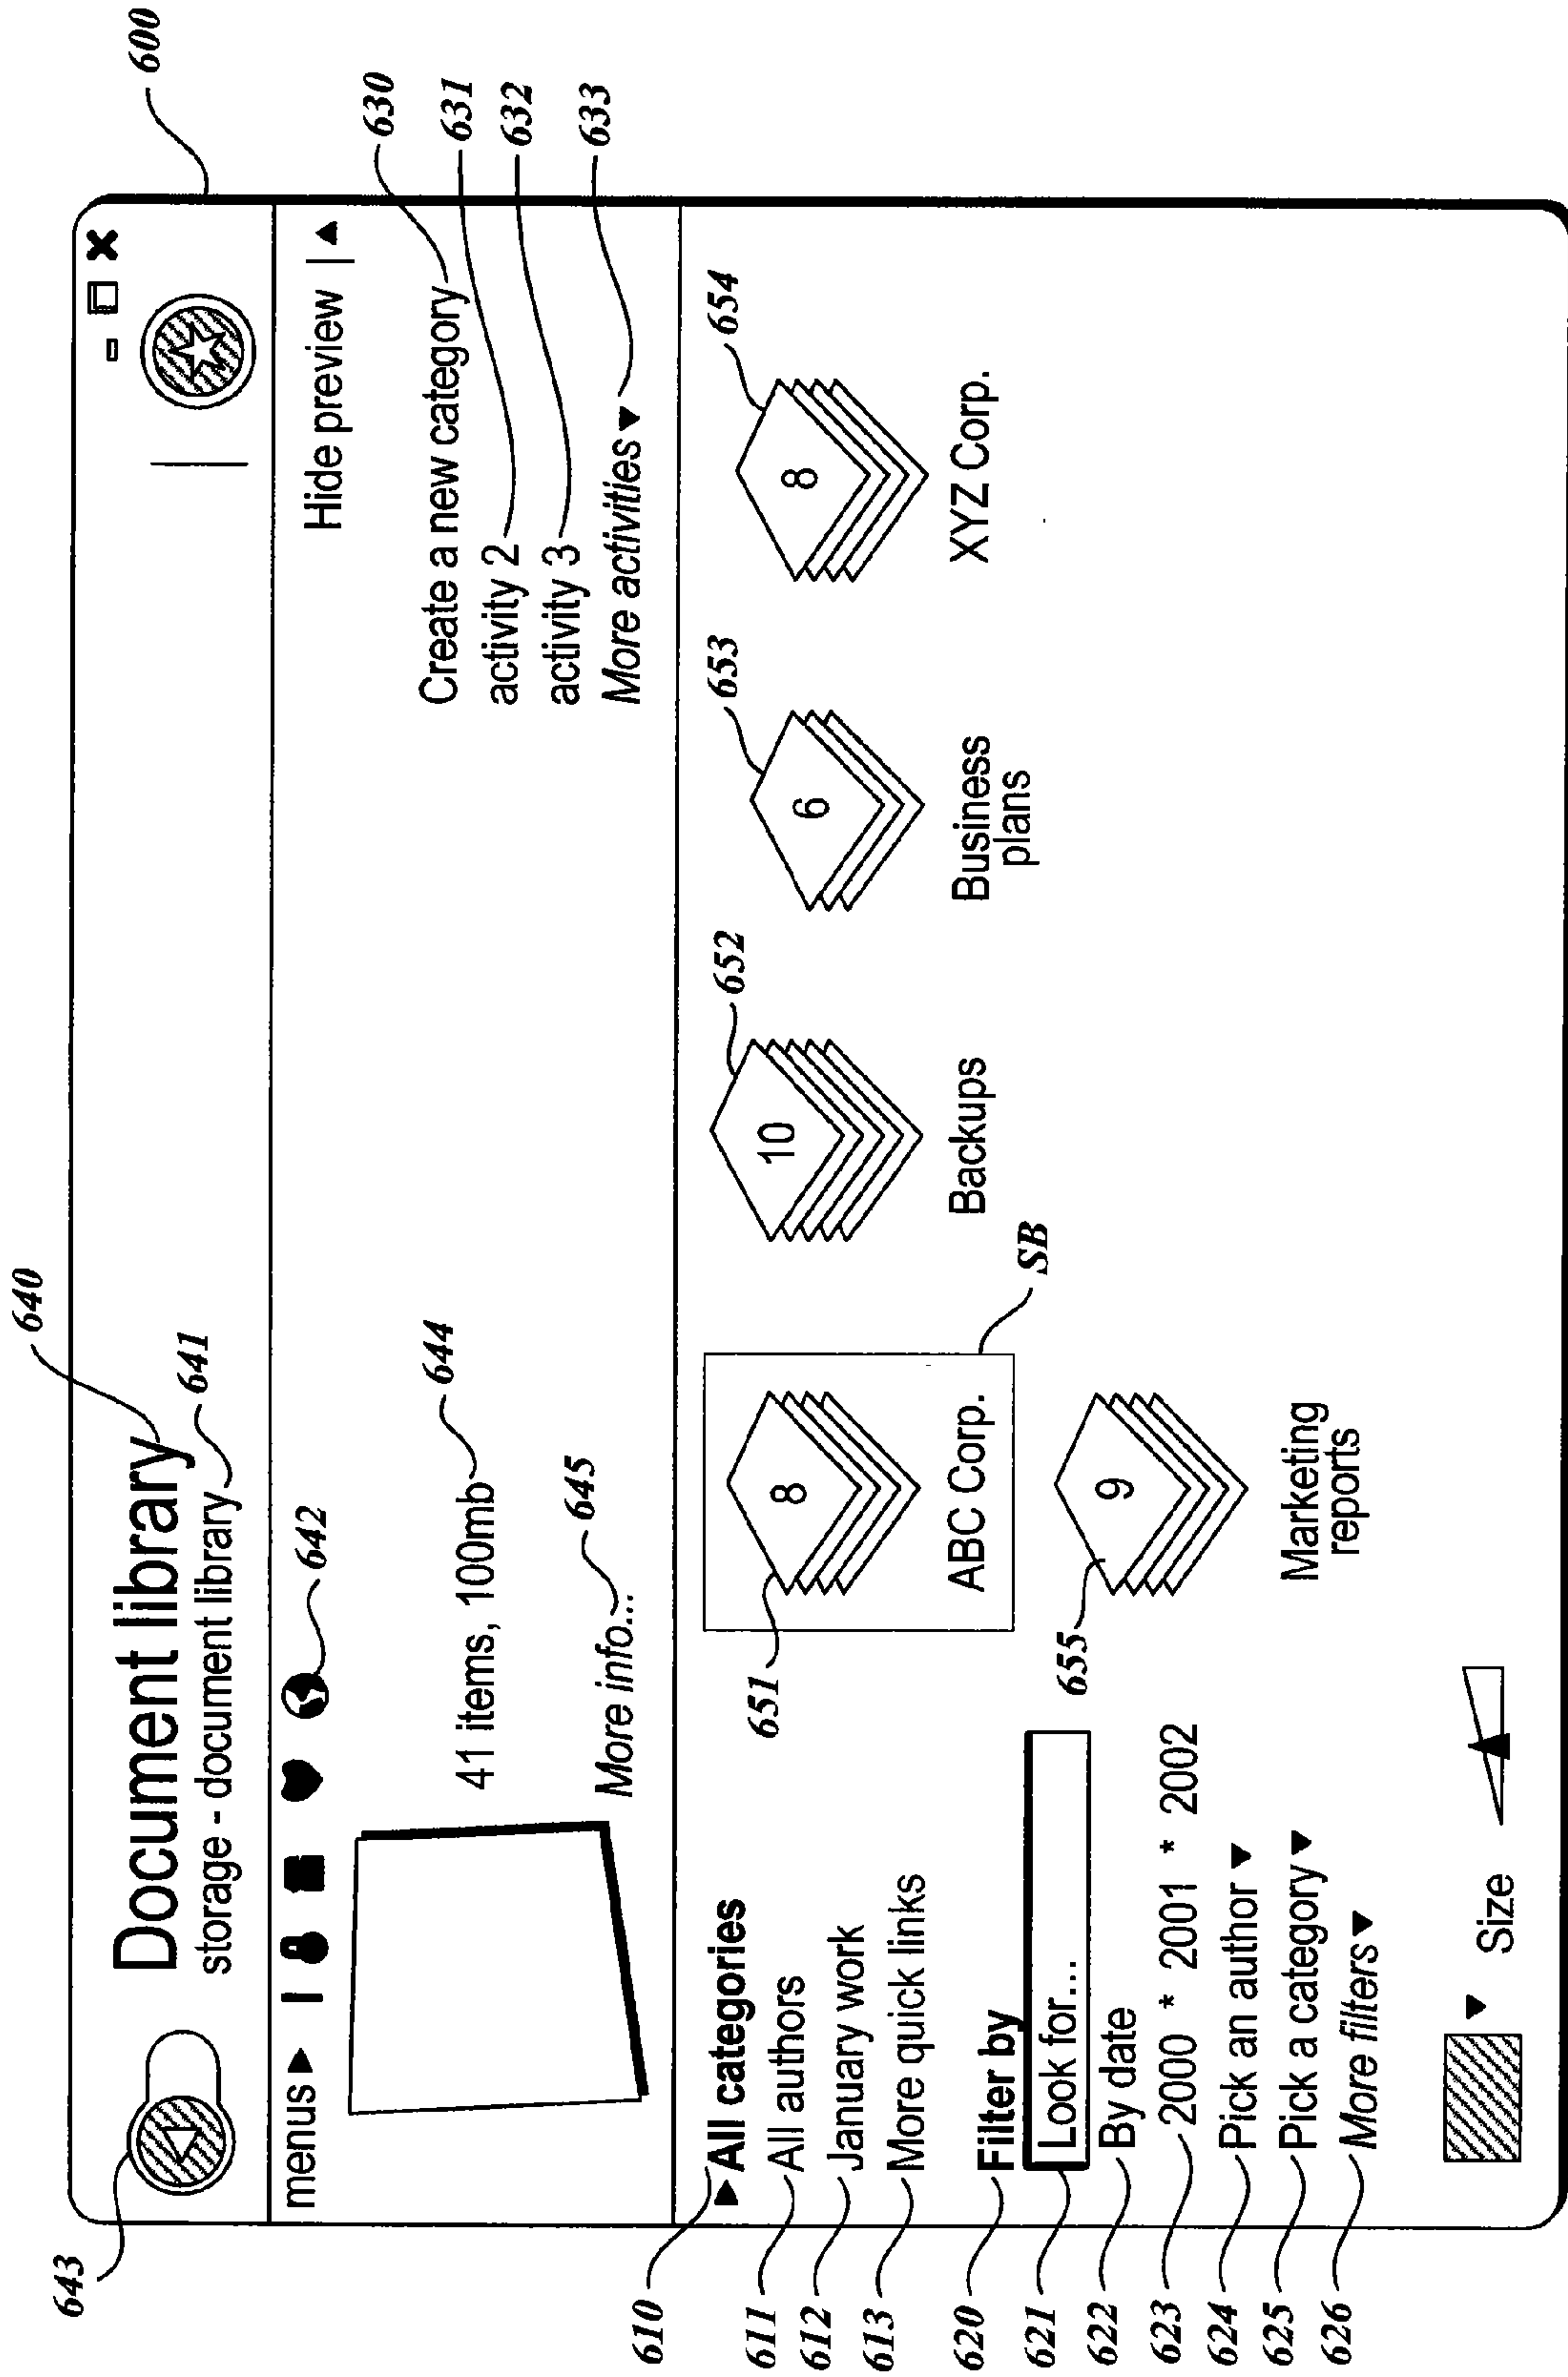 600
640
Document library
641
storage - document library
643
menus
642
Hide preview
630
Create a new category
631
activity 2
632
activity 3
633
More activities
644
41 items, 100mb
645
More info...
610
All categories
611
All authors
612
January work
613
More quick links
620
Filter by
621
Look for...
622
By date
623
2000 * 2001 * 2002
624
Pick an author
625
Pick a category
626
More filters
Size
651
8
ABC Corp.
SB
652
10
Backups
653
6
Business
plans
654
8
XYZ Corp.
655
9
Marketing
reports